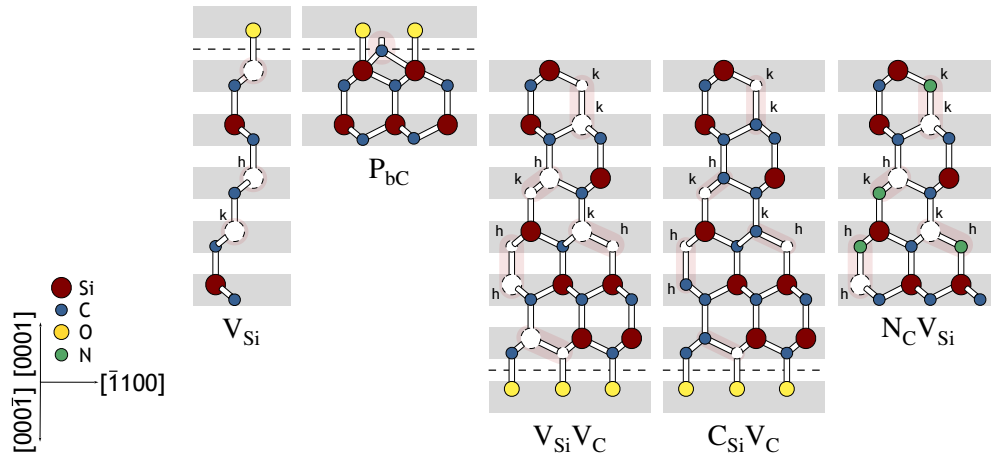 h
k
V_Si
P_bC
k
k
h
k
k
h
h
h
V_SiV_C
k
k
h
k
k
h
h
h
C_SiV_C
k
k
h
k
k
h
h
h
N_CV_Si
Si
C
O
N
[0001̄] [0001]
[1̄100]